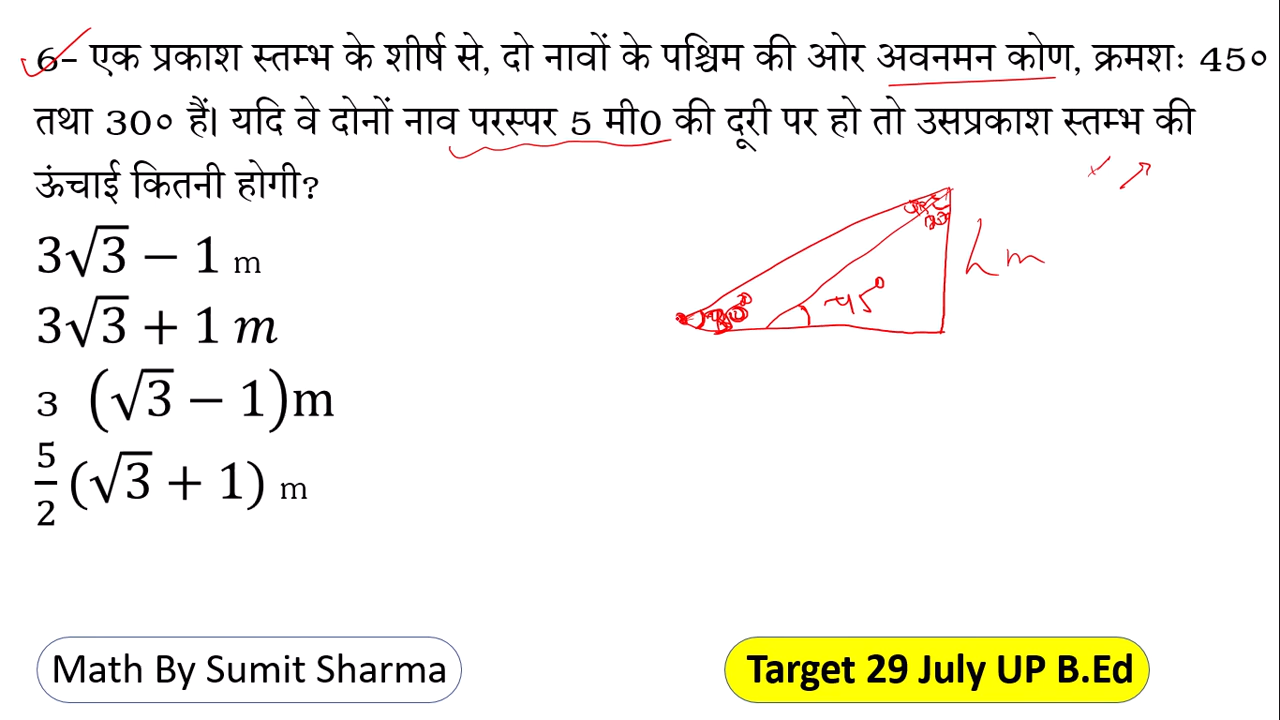 6– एक प्रकाश स्तम्भ के शीर्ष से, दो नावों के पश्चिम की ओर अवनमन कोण, क्रमशः 45०
तथा 30० हैं। यदि वे दोनों नाव परस्पर 5 मी0 की दूरी पर हो तो उसप्रकाश स्तम्भ की
ऊंचाई कितनी होगी?
3√3 − 1 m
3√3 + 1 m
3 (√3 − 1)m
5/2 (√3 + 1) m
45°
h m
Math By Sumit Sharma
Target 29 July UP B.Ed